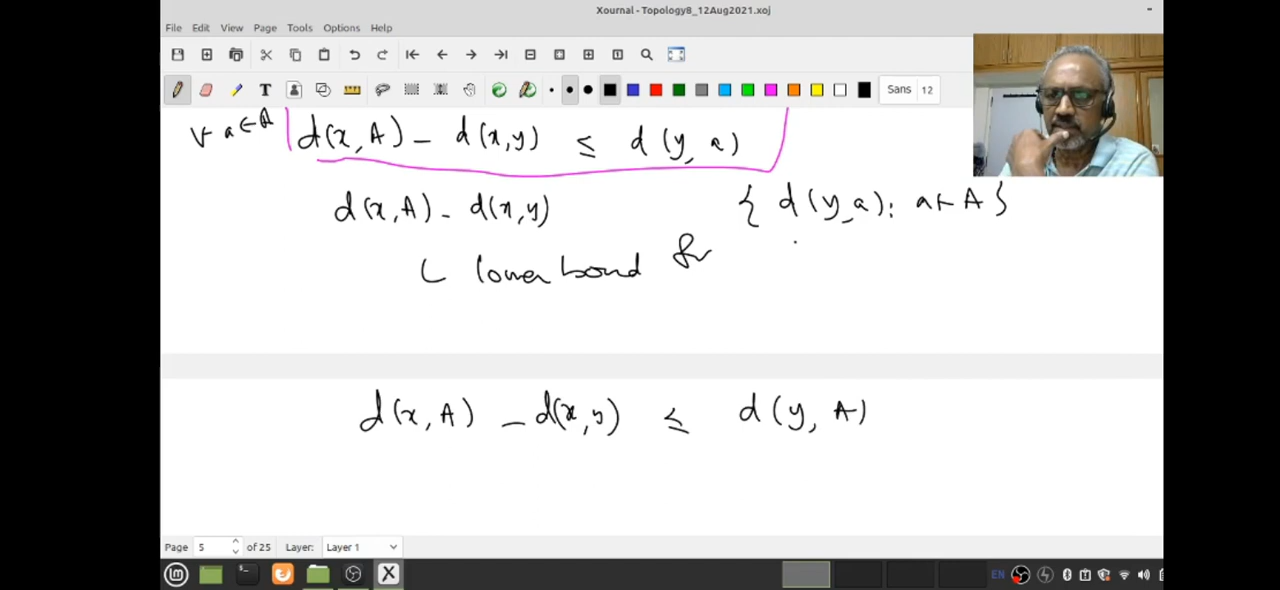 Xournal - Topology8_12Aug2021.xoj
File Edit View Page Tools Options Help
Sans 12
∀ a ∈ A d(x, A) - d(x,y) ≤ d(y, a)
d(x, A) - d(x,y) { d(y, a): a ∈ A }
lower bound for
d(x, A) - d(x,y) ≤ d(y, A)
Page 5 of 25 Layer: Layer 1
EN